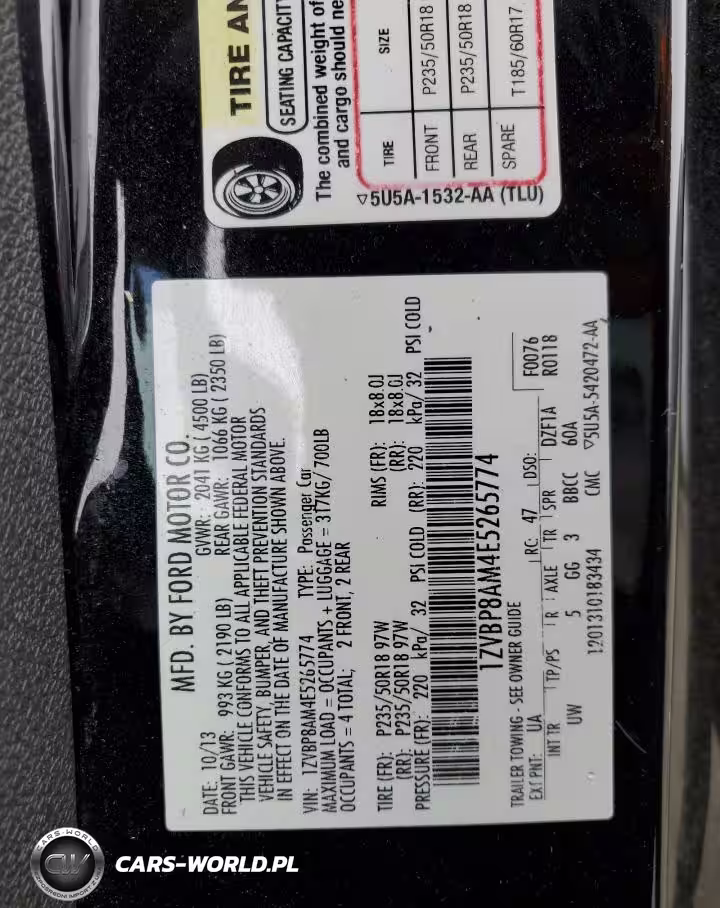 TIRE AN
SEATING CAPACITY
The combined weight of
and cargo should ne
TIRE SIZE
FRONT P235/50R18
REAR P235/50R18
SPARE T185/60R17
▽5U5A-1532-AA (TLU)
MFD. BY FORD MOTOR CO.
DATE: 10/13 GVWR: 2041 KG ( 4500 LB)
FRONT GAWR: 993 KG ( 2190 LB) REAR GAWR: 1066 KG ( 2350 LB)
THIS VEHICLE CONFORMS TO ALL APPLICABLE FEDERAL MOTOR
VEHICLE SAFETY, BUMPER, AND THEFT PREVENTION STANDARDS
IN EFFECT ON THE DATE OF MANUFACTURE SHOWN ABOVE.
VIN: 1ZVBP8AM4E5265774 TYPE: Passenger Car
MAXIMUM LOAD = OCCUPANTS + LUGGAGE = 317KG/ 700LB
OCCUPANTS = 4 TOTAL: 2 FRONT, 2 REAR
TIRE (FR): P235/50R18 97W RIMS (FR): 18x8.0J
(RR): P235/50R18 97W (RR): 18x8.0J
PRESSURE (FR): 220 kPa/ 32 PSI COLD (RR): 220 kPa/ 32 PSI COLD
1ZVBP8AM4E5265774
TRAILER TOWING - SEE OWNER GUIDE
EXT PNT: UA RC: 47 DSO: F0076
INT TR TP/PS R AXLE TR SPR DZF1A R0118
UW 5 GG 3 BBCC 60A
1201310183434 CMC ▽5U5A-5420472-AA
CARS-WORLD
CW
CARS-WORLD.PL